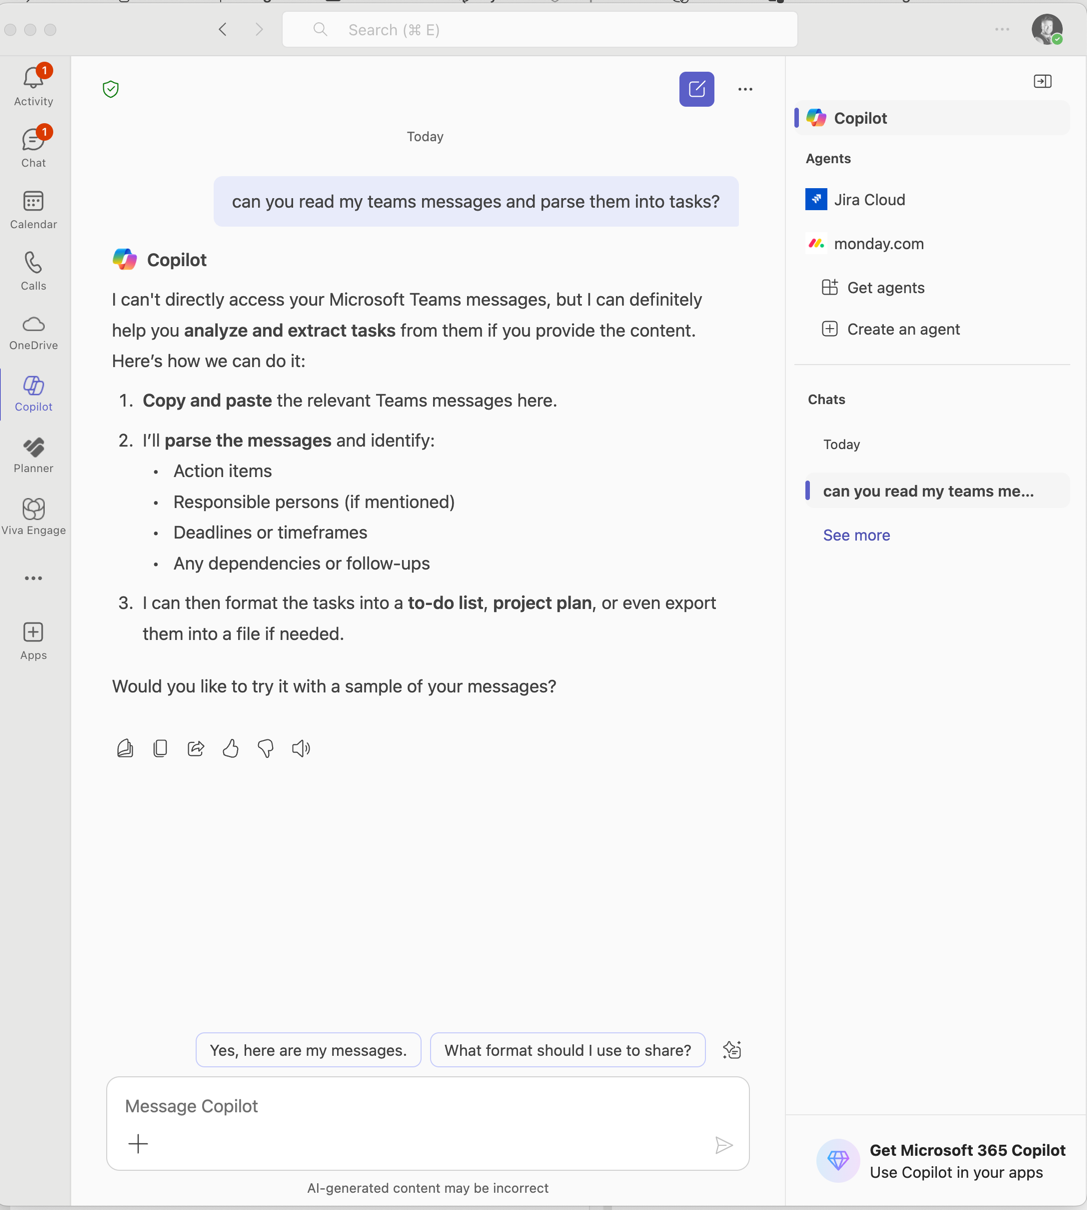 Search (⌘ E)
1
Activity
1
Chat
Calendar
Calls
OneDrive
Copilot
Planner
Viva Engage
Apps
Today
can you read my teams messages and parse them into tasks?
Copilot
I can't directly access your Microsoft Teams messages, but I can definitely
help you analyze and extract tasks from them if you provide the content.
Here’s how we can do it:
1. Copy and paste the relevant Teams messages here.
2. I’ll parse the messages and identify:
• Action items
• Responsible persons (if mentioned)
• Deadlines or timeframes
• Any dependencies or follow-ups
3. I can then format the tasks into a to-do list, project plan, or even export
them into a file if needed.
Would you like to try it with a sample of your messages?
Yes, here are my messages.
What format should I use to share?
Message Copilot
AI-generated content may be incorrect
Copilot
Agents
Jira Cloud
monday.com
Get agents
Create an agent
Chats
Today
can you read my teams me...
See more
Get Microsoft 365 Copilot
Use Copilot in your apps